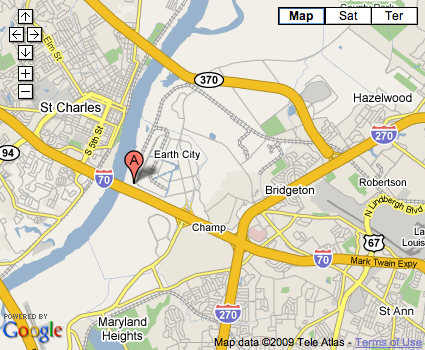 County Park
Map
Sat
Ter
Elm St
370
Hazelwood
St Charles
S 5th St
270
94
Earth City
A
70
Bridgeton
Robertson
N Lindbergh Blvd
Champ
67
La
Louis
70
Mark Twain Expy
270
St Ann
POWERED BY
Google
Maryland
Heights
Map data ©2009 Tele Atlas - Terms of Use